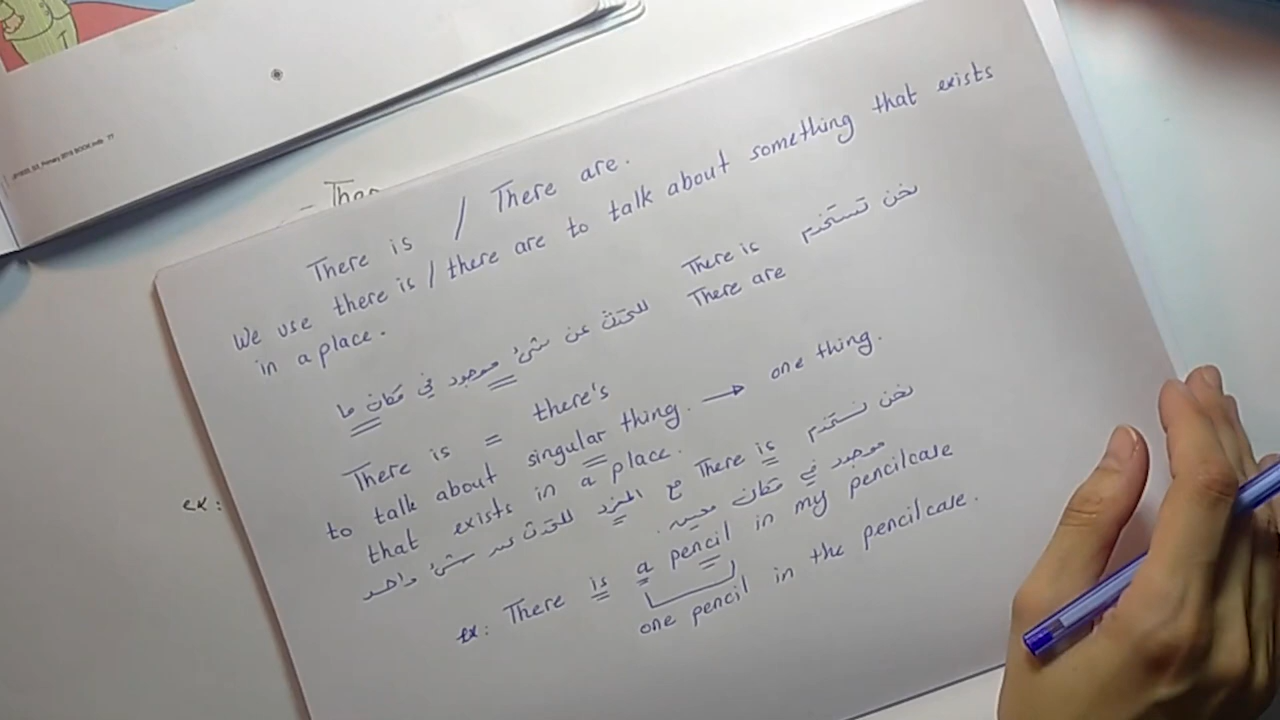 There is / There are.
We use there is / there are to talk about something that exists
in a place.
نحن نستخدم There is
There are للتحدث عن شئ موجود في مكان ما
There is = there's
to talk about singular thing. → one thing.
that exists in a place.
نحن نستخدم There is مع المفرد للتحدث عن شئ واحد
موجود في مكان معين.
ex: There is a pencil in my pencilcase
one pencil in the pencilcase.
ex: